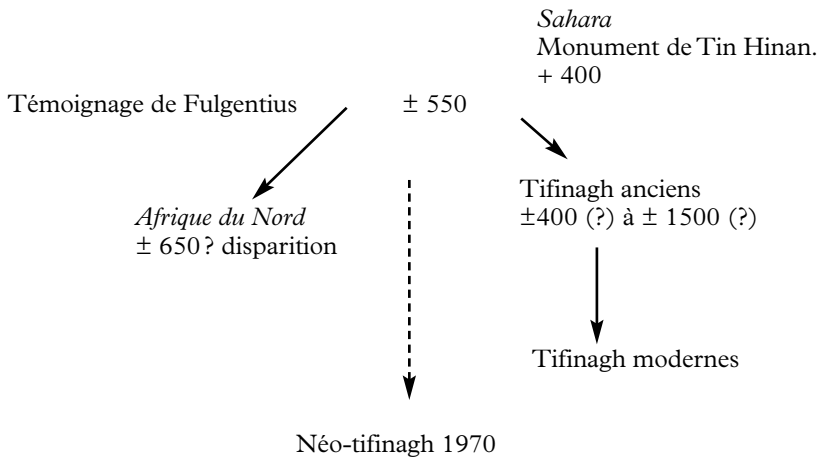 Sahara
Monument de Tin Hinan.
+ 400
Témoignage de Fulgentius
± 550
Tifinagh anciens
±400 (?) à ± 1500 (?)
Afrique du Nord
± 650 ? disparition
Tifinagh modernes
Néo-tifinagh 1970